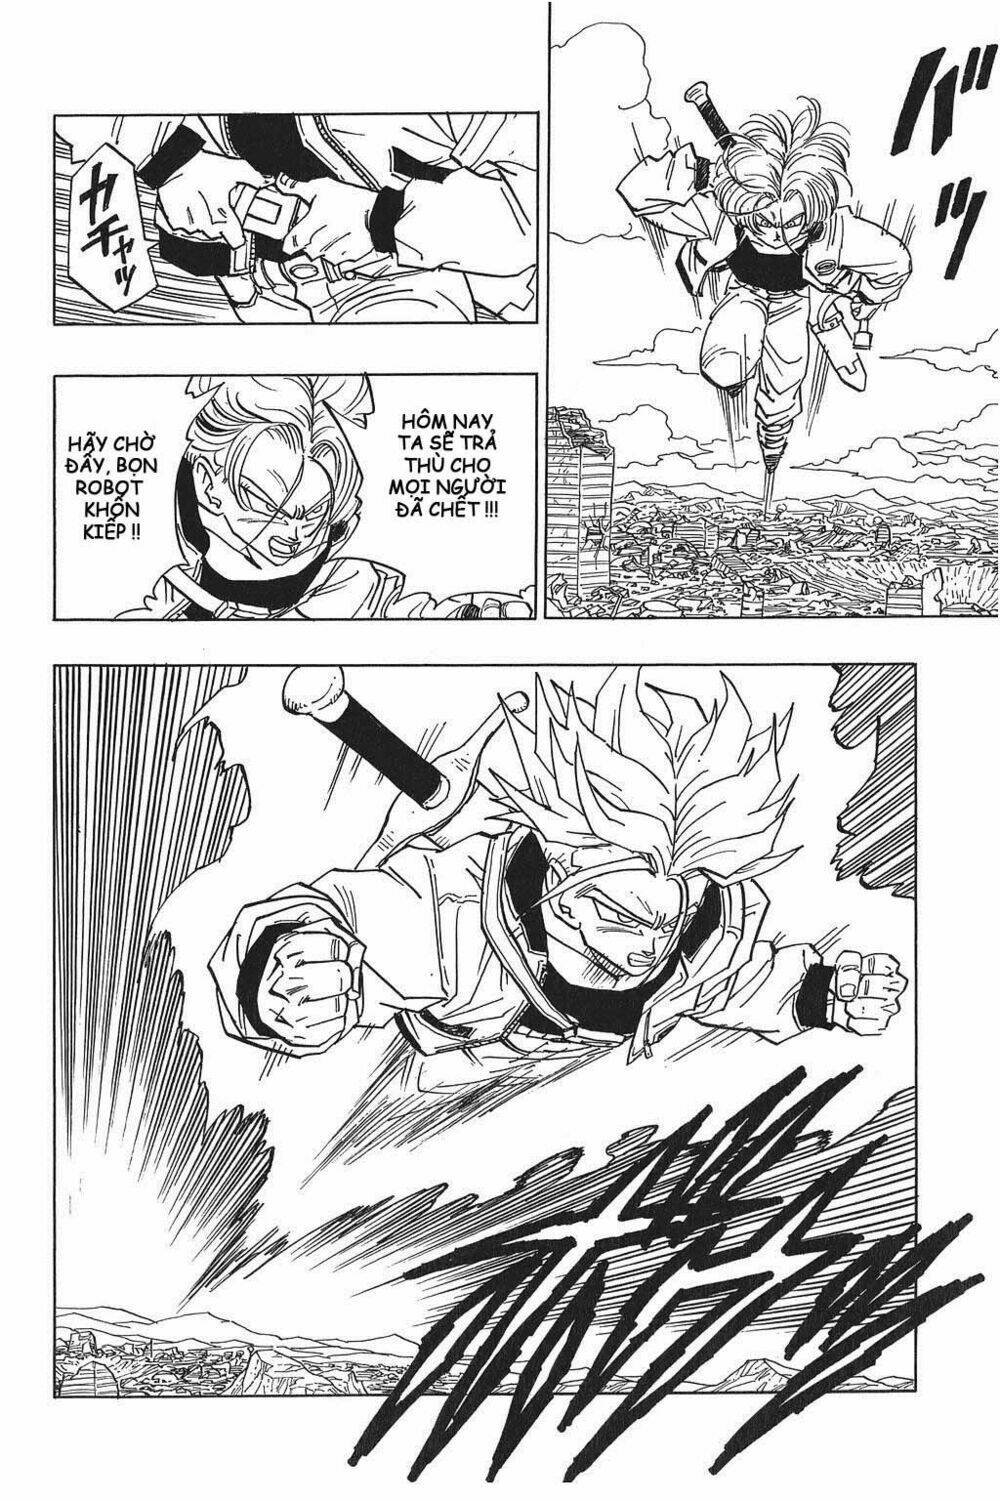 バッ
カチャッ
HÔM NAY,
TA SẼ TRẢ
THÙ CHO
MỌI NGƯỜI
ĐÃ CHẾT !!!
HÃY CHỜ
ĐẤY, BỌN
ROBOT
KHỐN
KIẾP !!